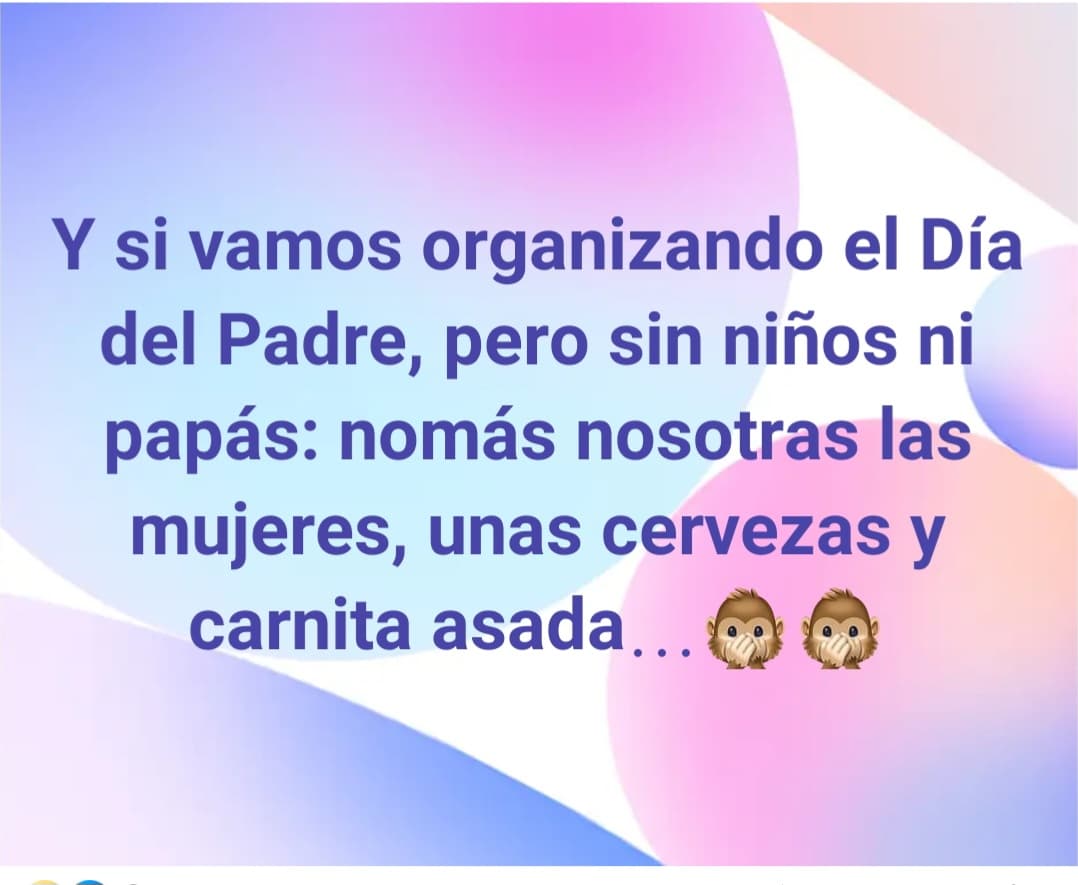 Y si vamos organizando el Día
del Padre, pero sin niños ni
papás: nomás nosotras las
mujeres, unas cervezas y
carnita asada...🙊🙊